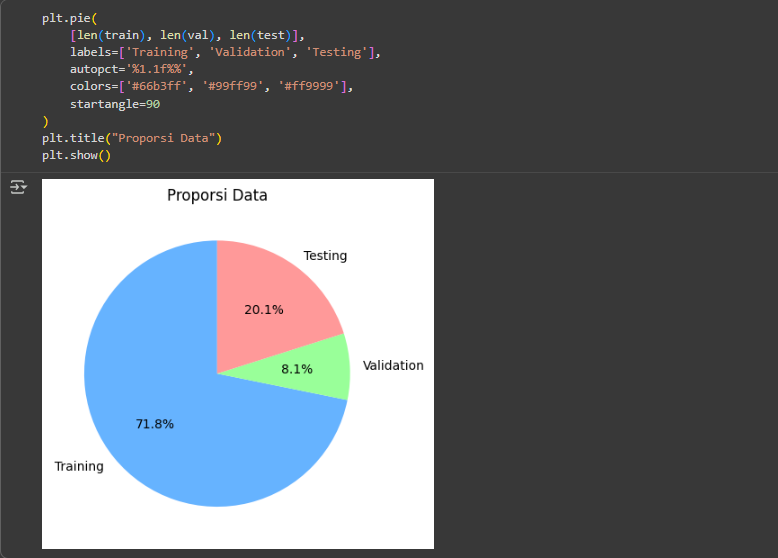 plt.pie(
    [len(train), len(val), len(test)],
    labels=['Training', 'Validation', 'Testing'],
    autopct='%1.1f%%',
    colors=['#66b3ff', '#99ff99', '#ff9999'],
    startangle=90
)
plt.title("Proporsi Data")
plt.show()
Proporsi Data
Testing
20.1%
Validation
8.1%
71.8%
Training